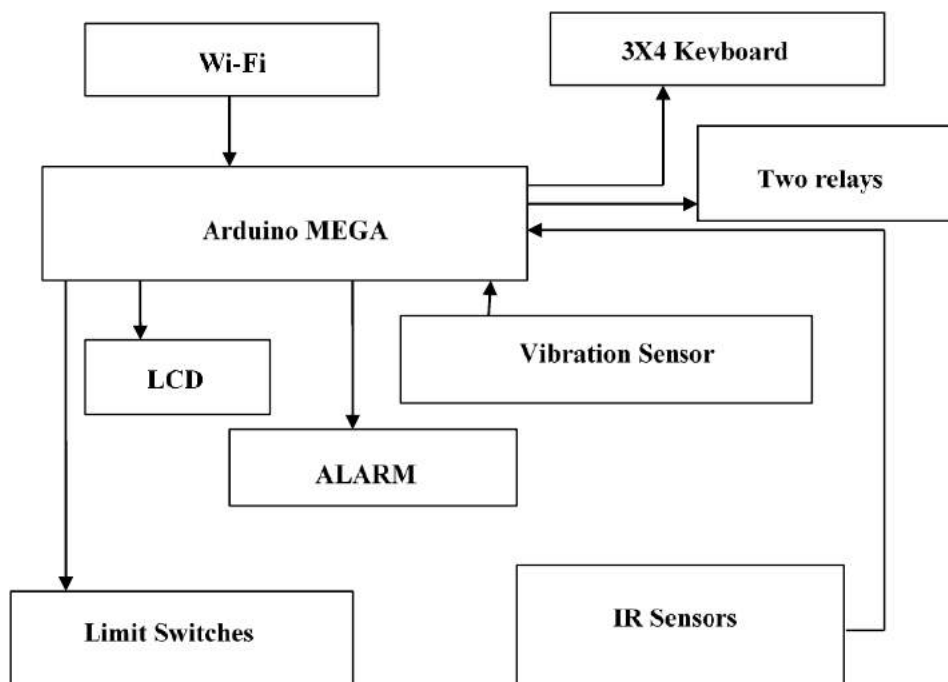 Wi-Fi
3X4 Keyboard
Two relays
Arduino MEGA
Vibration Sensor
LCD
ALARM
IR Sensors
Limit Switches